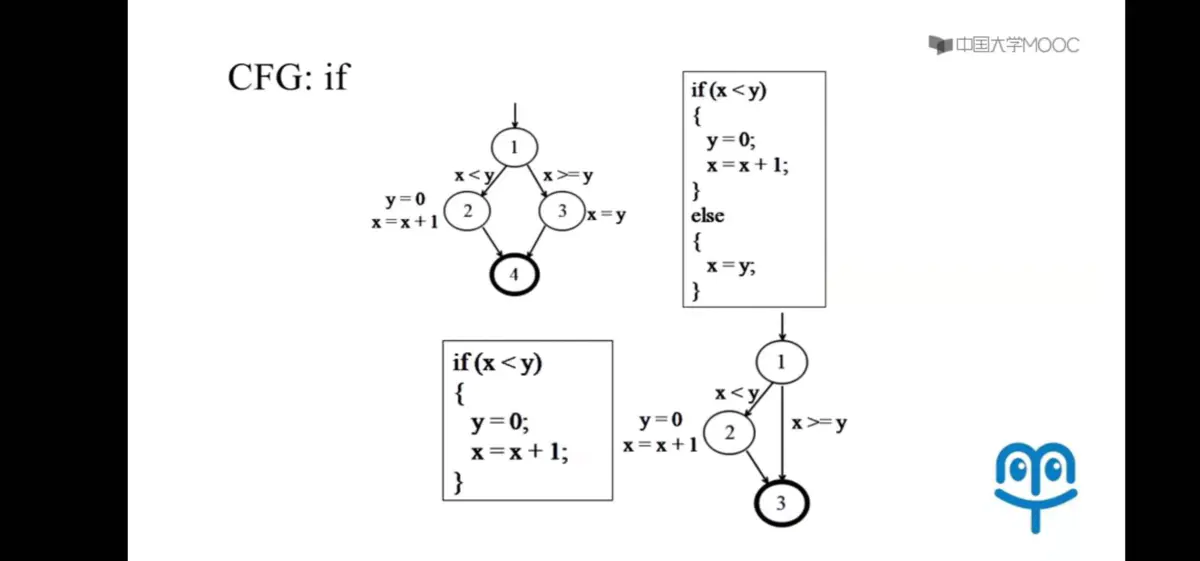 中国大学MOOC
CFG: if
1
x<y
x>=y
y=0
x=x+1
2
3
x=y
4
if (x<y)
{
y=0;
x=x+1;
}
else
{
x=y;
}
if (x<y)
{
y=0;
x=x+1;
}
1
x<y
y=0
x=x+1
2
x>=y
3